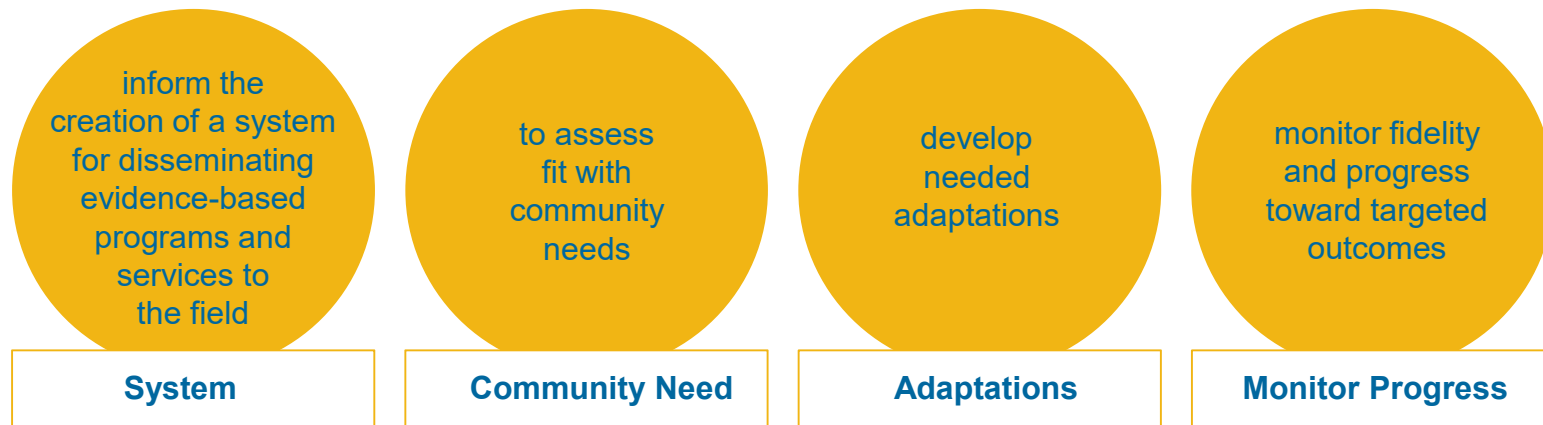 inform the
creation of a system
for disseminating
evidence-based
programs and
services to
the field
System
to assess
fit with
community
needs
Community Need
develop
needed
adaptations
Adaptations
monitor fidelity
and progress
toward targeted
outcomes
Monitor Progress